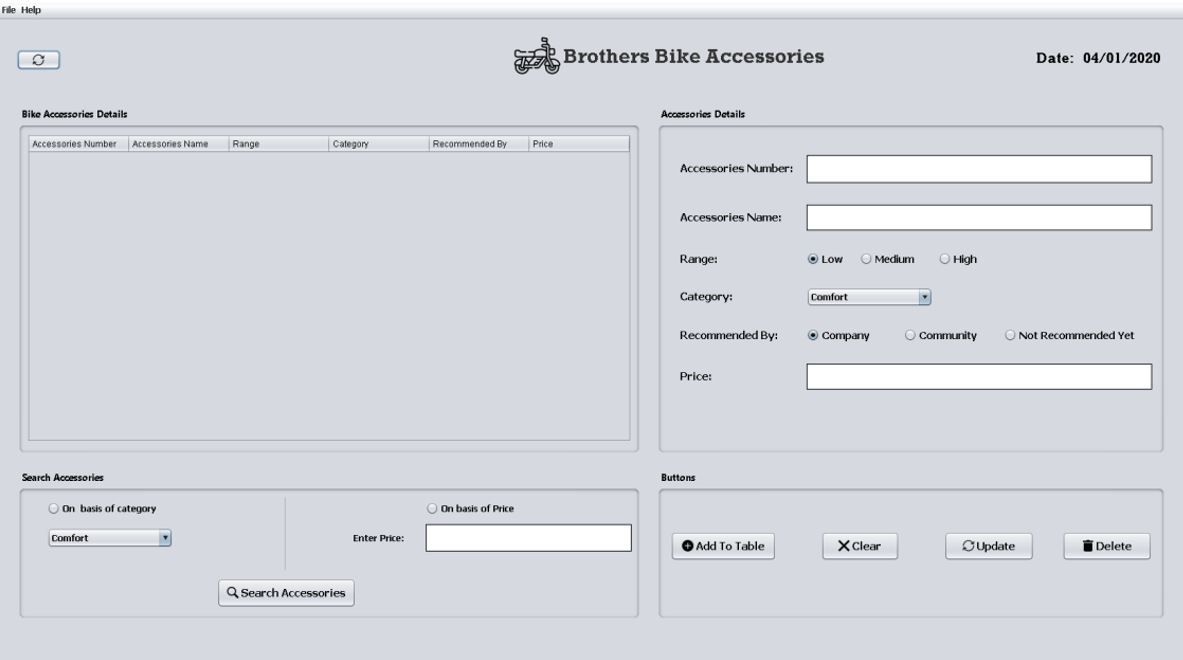 File Help
Brothers Bike Accessories
Date: 04/01/2020
Bike Accessories Details
Accessories Number Accessories Name Range Category Recommended By Price
Accessories Details
Accessories Number:
Accessories Name:
Range: Low Medium High
Category: Comfort
Recommended By: Company Community Not Recommended Yet
Price:
Search Accessories
On basis of category On basis of Price
Comfort Enter Price:
Search Accessories
Buttons
Add To Table Clear Update Delete